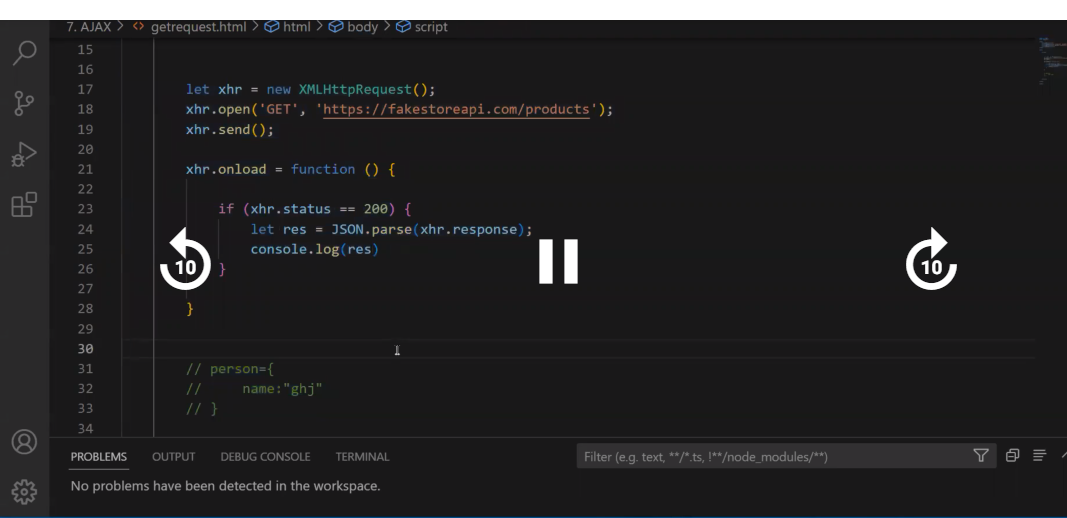 7. AJAX > getrequest.html > html > body > script
15
16
17 let xhr = new XMLHttpRequest();
18 xhr.open('GET', 'https://fakestoreapi.com/products');
19 xhr.send();
20
21 xhr.onload = function () {
22
23 if (xhr.status == 200) {
24 let res = JSON.parse(xhr.response);
25 console.log(res)
26 }
27
28 }
29
30
31 // person={
32 // name:"ghj"
33 // }
34
10
10
PROBLEMS OUTPUT DEBUG CONSOLE TERMINAL Filter (e.g. text, **/*.ts, !**/node_modules/**)
No problems have been detected in the workspace.